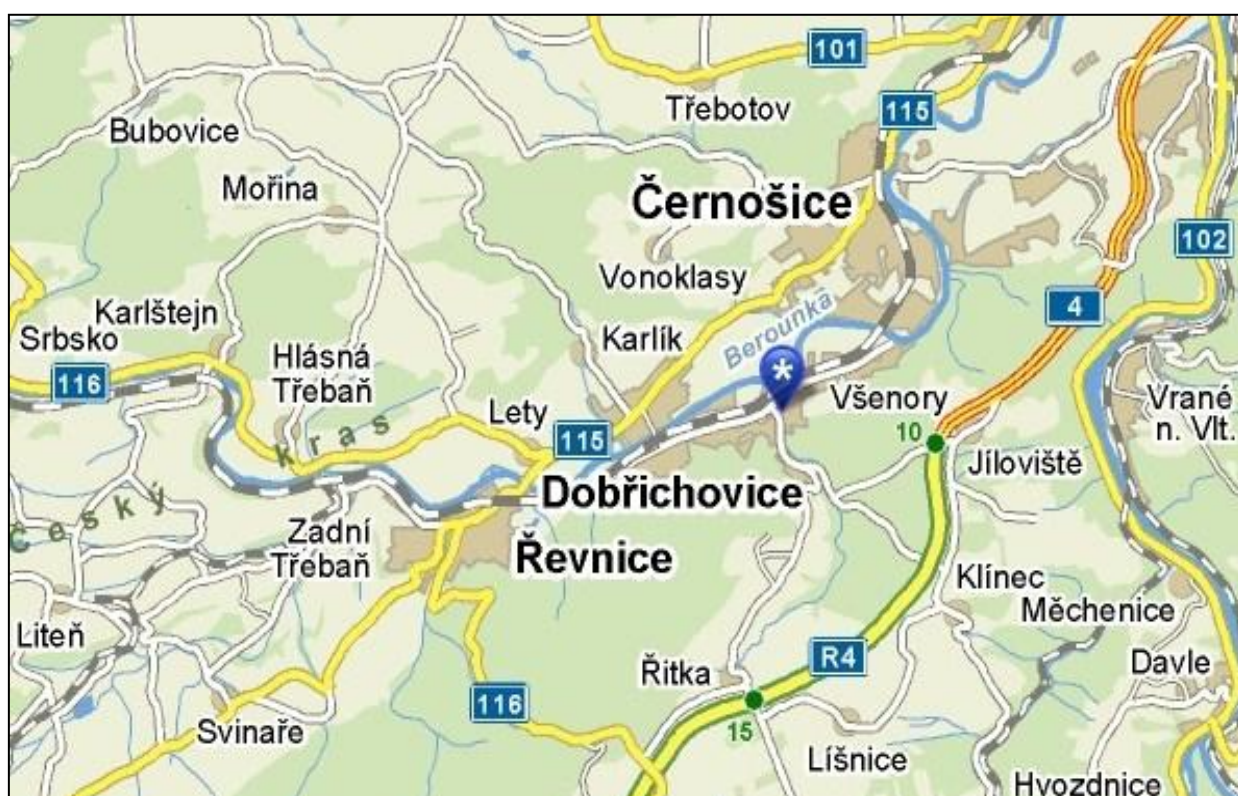 101
Třebotov
115
Bubovice
Mořina
Černošice
102
Vonoklasy
4
Karlštejn
Srbsko
Berounka
Karlík
Hlásná
Třebaň
116
*
Všenory
Vrané
n. Vlt.
Lety
115
10
Jíloviště
Český kras
Dobřichovice
Zadní
Třebaň
Řevnice
Klínec
Měchenice
Liteň
R4
Řitka
Davle
116
15
Svinaře
Líšnice
Hvozdnice